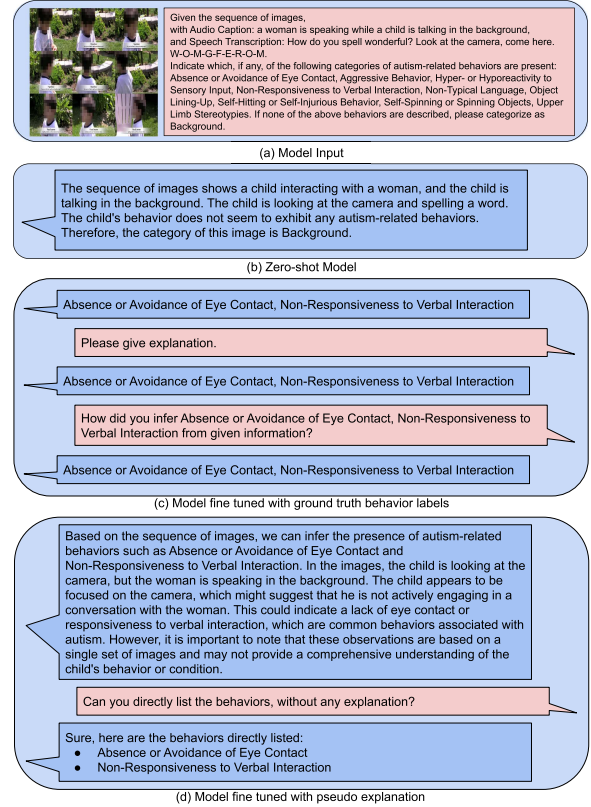 Given the sequence of images,
with Audio Caption: a woman is speaking while a child is talking in the background,
and Speech Transcription: How do you spell wonderful? Look at the camera, come here.
W-O-M-G-F-E-R-O-M.
Indicate which, if any, of the following categories of autism-related behaviors are present:
Absence or Avoidance of Eye Contact, Aggressive Behavior, Hyper- or Hyporeactivity to
Sensory Input, Non-Responsiveness to Verbal Interaction, Non-Typical Language, Object
Lining-Up, Self-Hitting or Self-Injurious Behavior, Self-Spinning or Spinning Objects, Upper
Limb Stereotypies. If none of the above behaviors are described, please categorize as
Background.
(a) Model Input
The sequence of images shows a child interacting with a woman, and the child is
talking in the background. The child is looking at the camera and spelling a word.
The child's behavior does not seem to exhibit any autism-related behaviors.
Therefore, the category of this image is Background.
(b) Zero-shot Model
Absence or Avoidance of Eye Contact, Non-Responsiveness to Verbal Interaction
Please give explanation.
Absence or Avoidance of Eye Contact, Non-Responsiveness to Verbal Interaction
How did you infer Absence or Avoidance of Eye Contact, Non-Responsiveness to
Verbal Interaction from given information?
Absence or Avoidance of Eye Contact, Non-Responsiveness to Verbal Interaction
(c) Model fine tuned with ground truth behavior labels
Based on the sequence of images, we can infer the presence of autism-related
behaviors such as Absence or Avoidance of Eye Contact and
Non-Responsiveness to Verbal Interaction. In the images, the child is looking at the
camera, but the woman is speaking in the background. The child appears to be
focused on the camera, which might suggest that he is not actively engaging in a
conversation with the woman. This could indicate a lack of eye contact or
responsiveness to verbal interaction, which are common behaviors associated with
autism. However, it is important to note that these observations are based on a
single set of images and may not provide a comprehensive understanding of the
child's behavior or condition.
Can you directly list the behaviors, without any explanation?
Sure, here are the behaviors directly listed:
● Absence or Avoidance of Eye Contact
● Non-Responsiveness to Verbal Interaction
(d) Model fine tuned with pseudo explanation